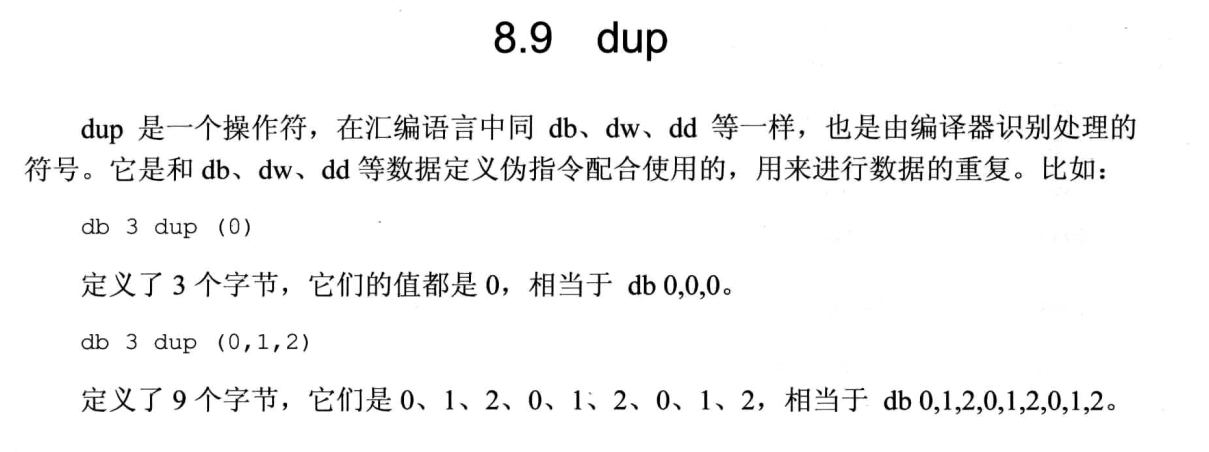 8.9 dup
dup 是一个操作符，在汇编语言中同 db、dw、dd 等一样，也是由编译器识别处理的
符号。它是和 db、dw、dd 等数据定义伪指令配合使用的，用来进行数据的重复。比如：
db 3 dup (0)
定义了 3 个字节，它们的值都是 0，相当于 db 0,0,0。
db 3 dup (0,1,2)
定义了 9 个字节，它们是 0、1、2、0、1、2、0、1、2，相当于 db 0,1,2,0,1,2,0,1,2。